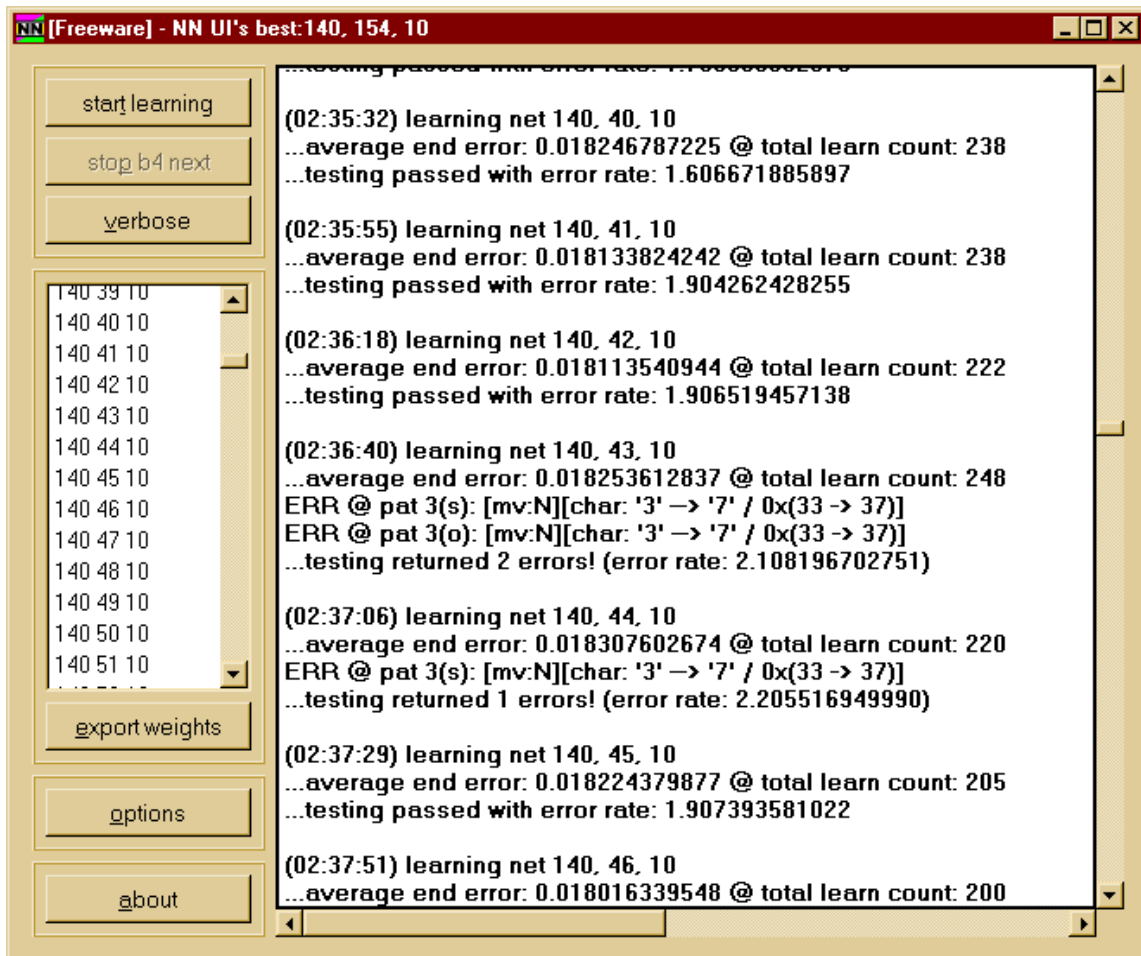 NN [Freeware] - NN UI's best:140, 154, 10
start learning
stop b4 next
verbose
140 39 10
140 40 10
140 41 10
140 42 10
140 43 10
140 44 10
140 45 10
140 46 10
140 47 10
140 48 10
140 49 10
140 50 10
140 51 10
export weights
options
about
...testing passed with error rate:
(02:35:32) learning net 140, 40, 10
...average end error: 0.018246787225 @ total learn count: 238
...testing passed with error rate: 1.606671885897
(02:35:55) learning net 140, 41, 10
...average end error: 0.018133824242 @ total learn count: 238
...testing passed with error rate: 1.904262428255
(02:36:18) learning net 140, 42, 10
...average end error: 0.018113540944 @ total learn count: 222
...testing passed with error rate: 1.906519457138
(02:36:40) learning net 140, 43, 10
...average end error: 0.018253612837 @ total learn count: 248
ERR @ pat 3(s): [mv:N][char: '3' —> '7' / 0x(33 -> 37)]
ERR @ pat 3(o): [mv:N][char: '3' —> '7' / 0x(33 -> 37)]
...testing returned 2 errors! (error rate: 2.108196702751)
(02:37:06) learning net 140, 44, 10
...average end error: 0.018307602674 @ total learn count: 220
ERR @ pat 3(s): [mv:N][char: '3' —> '7' / 0x(33 -> 37)]
...testing returned 1 errors! (error rate: 2.205516949990)
(02:37:29) learning net 140, 45, 10
...average end error: 0.018224379877 @ total learn count: 205
...testing passed with error rate: 1.907393581022
(02:37:51) learning net 140, 46, 10
...average end error: 0.018016339548 @ total learn count: 200